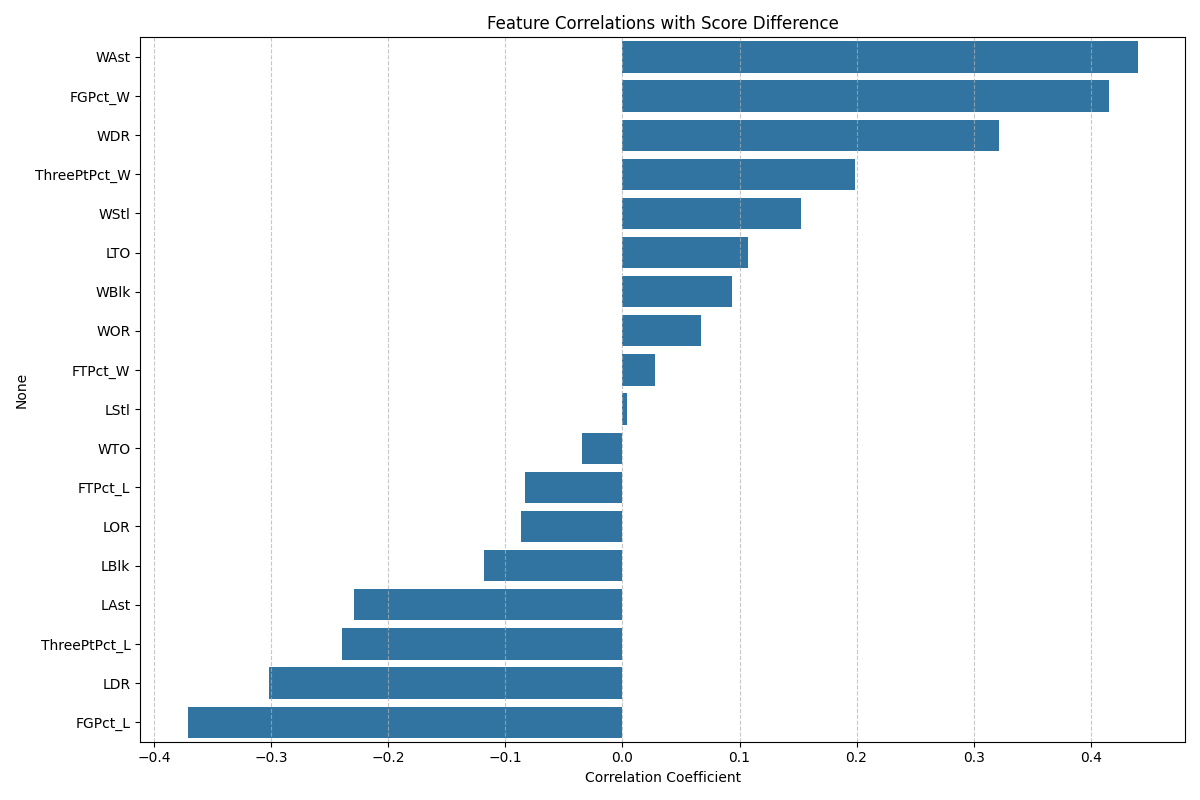 Feature Correlations with Score Difference
WAst
FGPct_W
WDR
ThreePtPct_W
WStl
LTO
WBlk
WOR
FTPct_W
LStl
WTO
FTPct_L
LOR
LBlk
LAst
ThreePtPct_L
LDR
FGPct_L
None
−0.4 −0.3 −0.2 −0.1 0.0 0.1 0.2 0.3 0.4
Correlation Coefficient